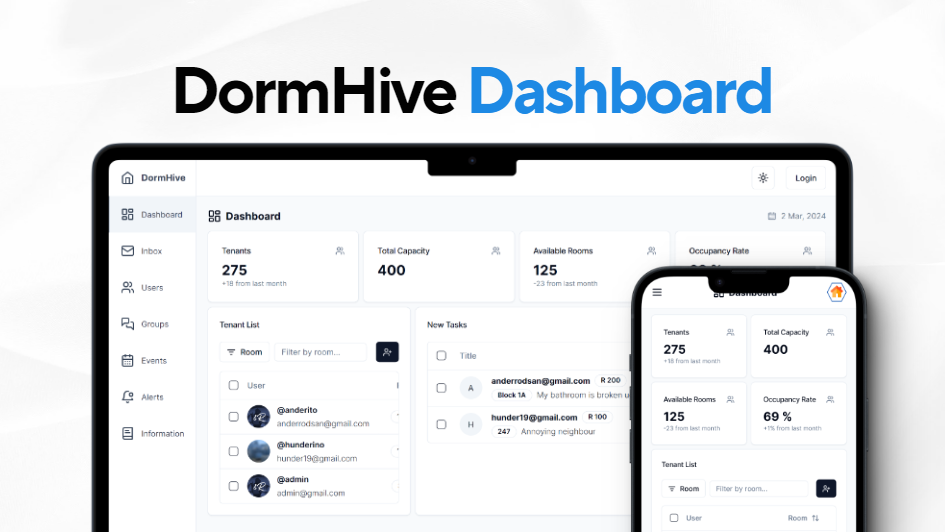 DormHive Dashboard
DormHive
Login
Dashboard
Inbox
Users
Groups
Events
Alerts
Information
Dashboard
2 Mar, 2024
Tenants
275
+18 from last month
Total Capacity
400
Available Rooms
125
-23 from last month
Occupancy Rate
Tenant List
Room
Filter by room...
User
@anderito
anderrodsan@gmail.com
@hunderino
hunder19@gmail.com
@admin
admin@gmail.com
New Tasks
Title
A
anderrodsan@gmail.com R 200
Block 1A My bathroom is broken
H
hunder19@gmail.com R 100
247 Annoying neighbour
Dashboard
Tenants
275
+18 from last month
Total Capacity
400
Available Rooms
125
-23 from last month
Occupancy Rate
69 %
+1% from last month
Tenant List
Room
Filter by room...
User
Room